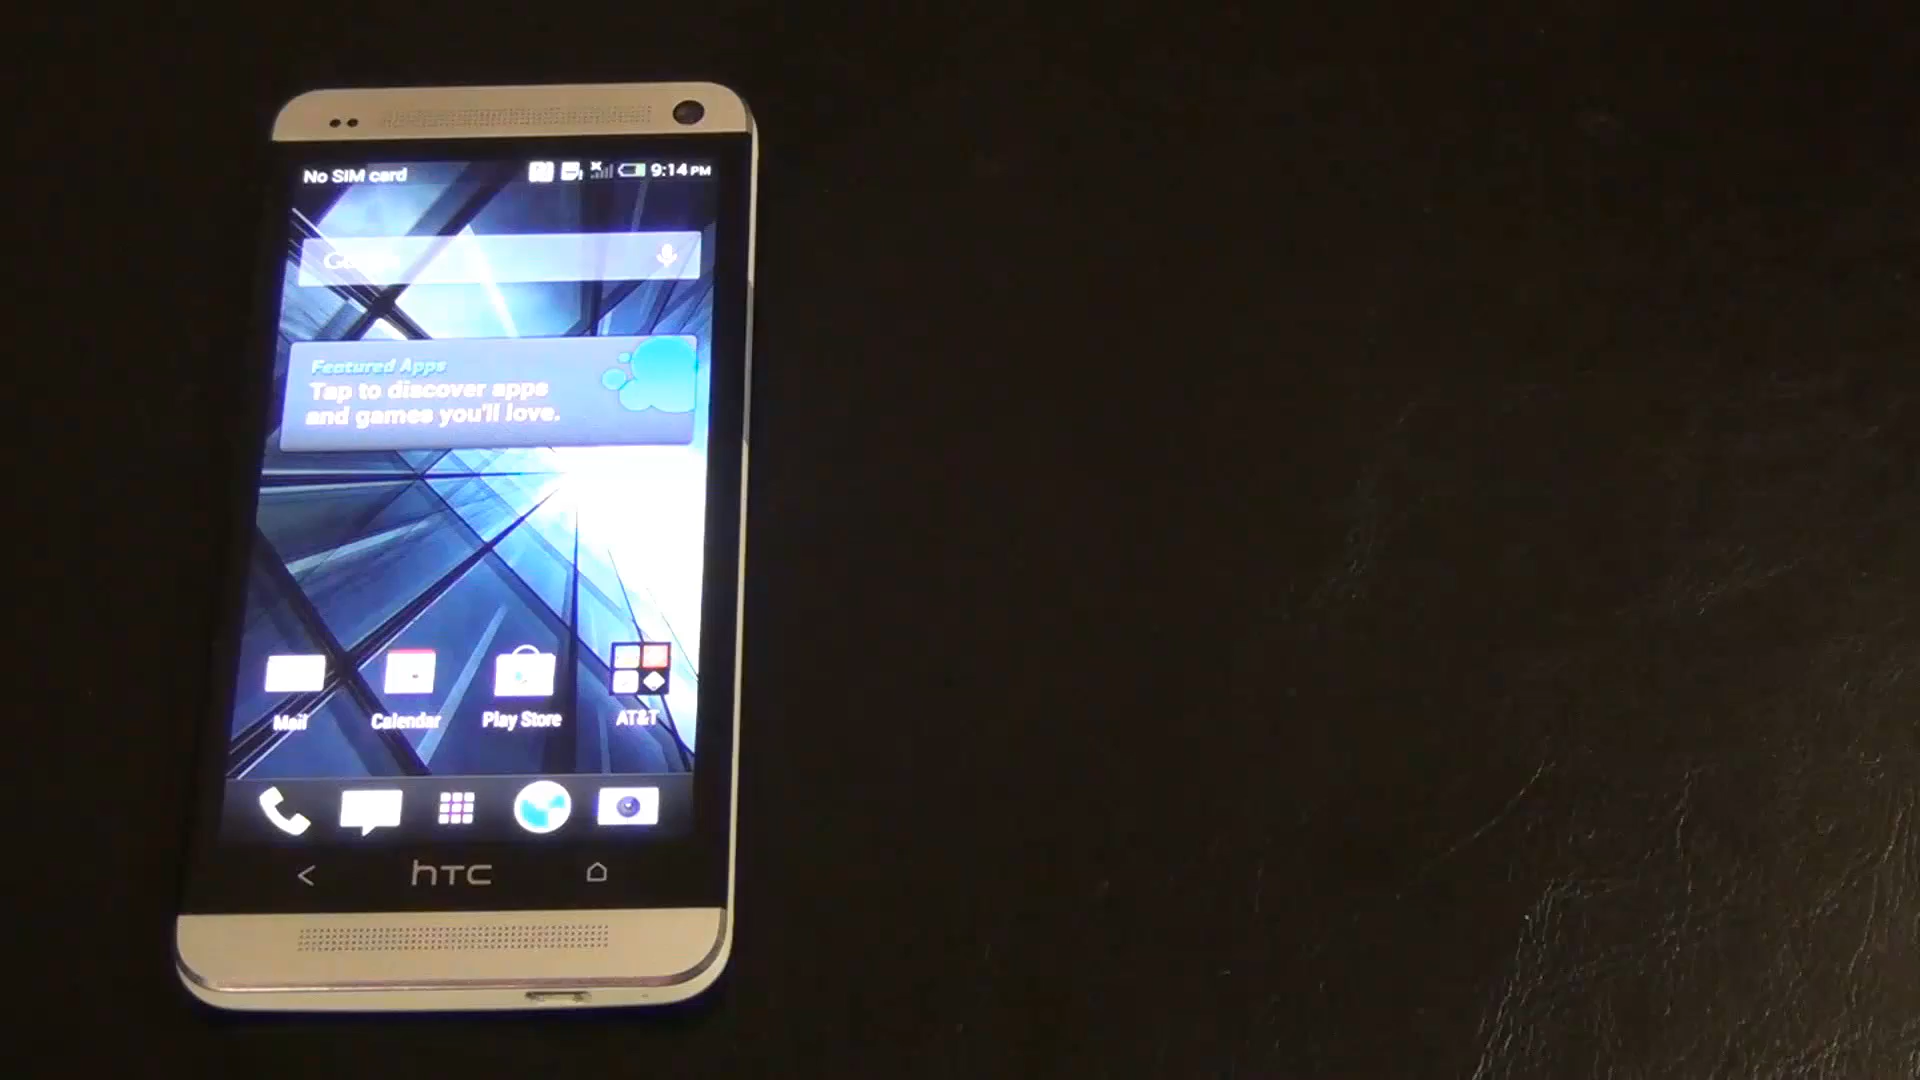 No SIM card
9:14 PM
Google
Featured Apps
Tap to discover apps
and games you'll love.
Mail
Calendar
Play Store
AT&T
hTC